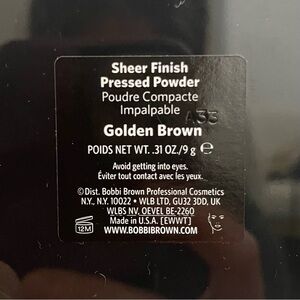 Sheer Finish
Pressed Powder
Poudre Compacte
Impalpable
A33
Golden Brown
POIDS NET WT. .31 OZ./9 g ℮
Avoid getting into eyes.
Éviter tout contact avec les yeux.
©Dist. Bobbi Brown Professional Cosmetics
N.Y., N.Y. 10022 • WLB LTD, GU32 3DD, UK
WLBS NV, OEVEL BE-2260
Made in U.S.A. [EWWT]
12M
WWW.BOBBIBROWN.COM